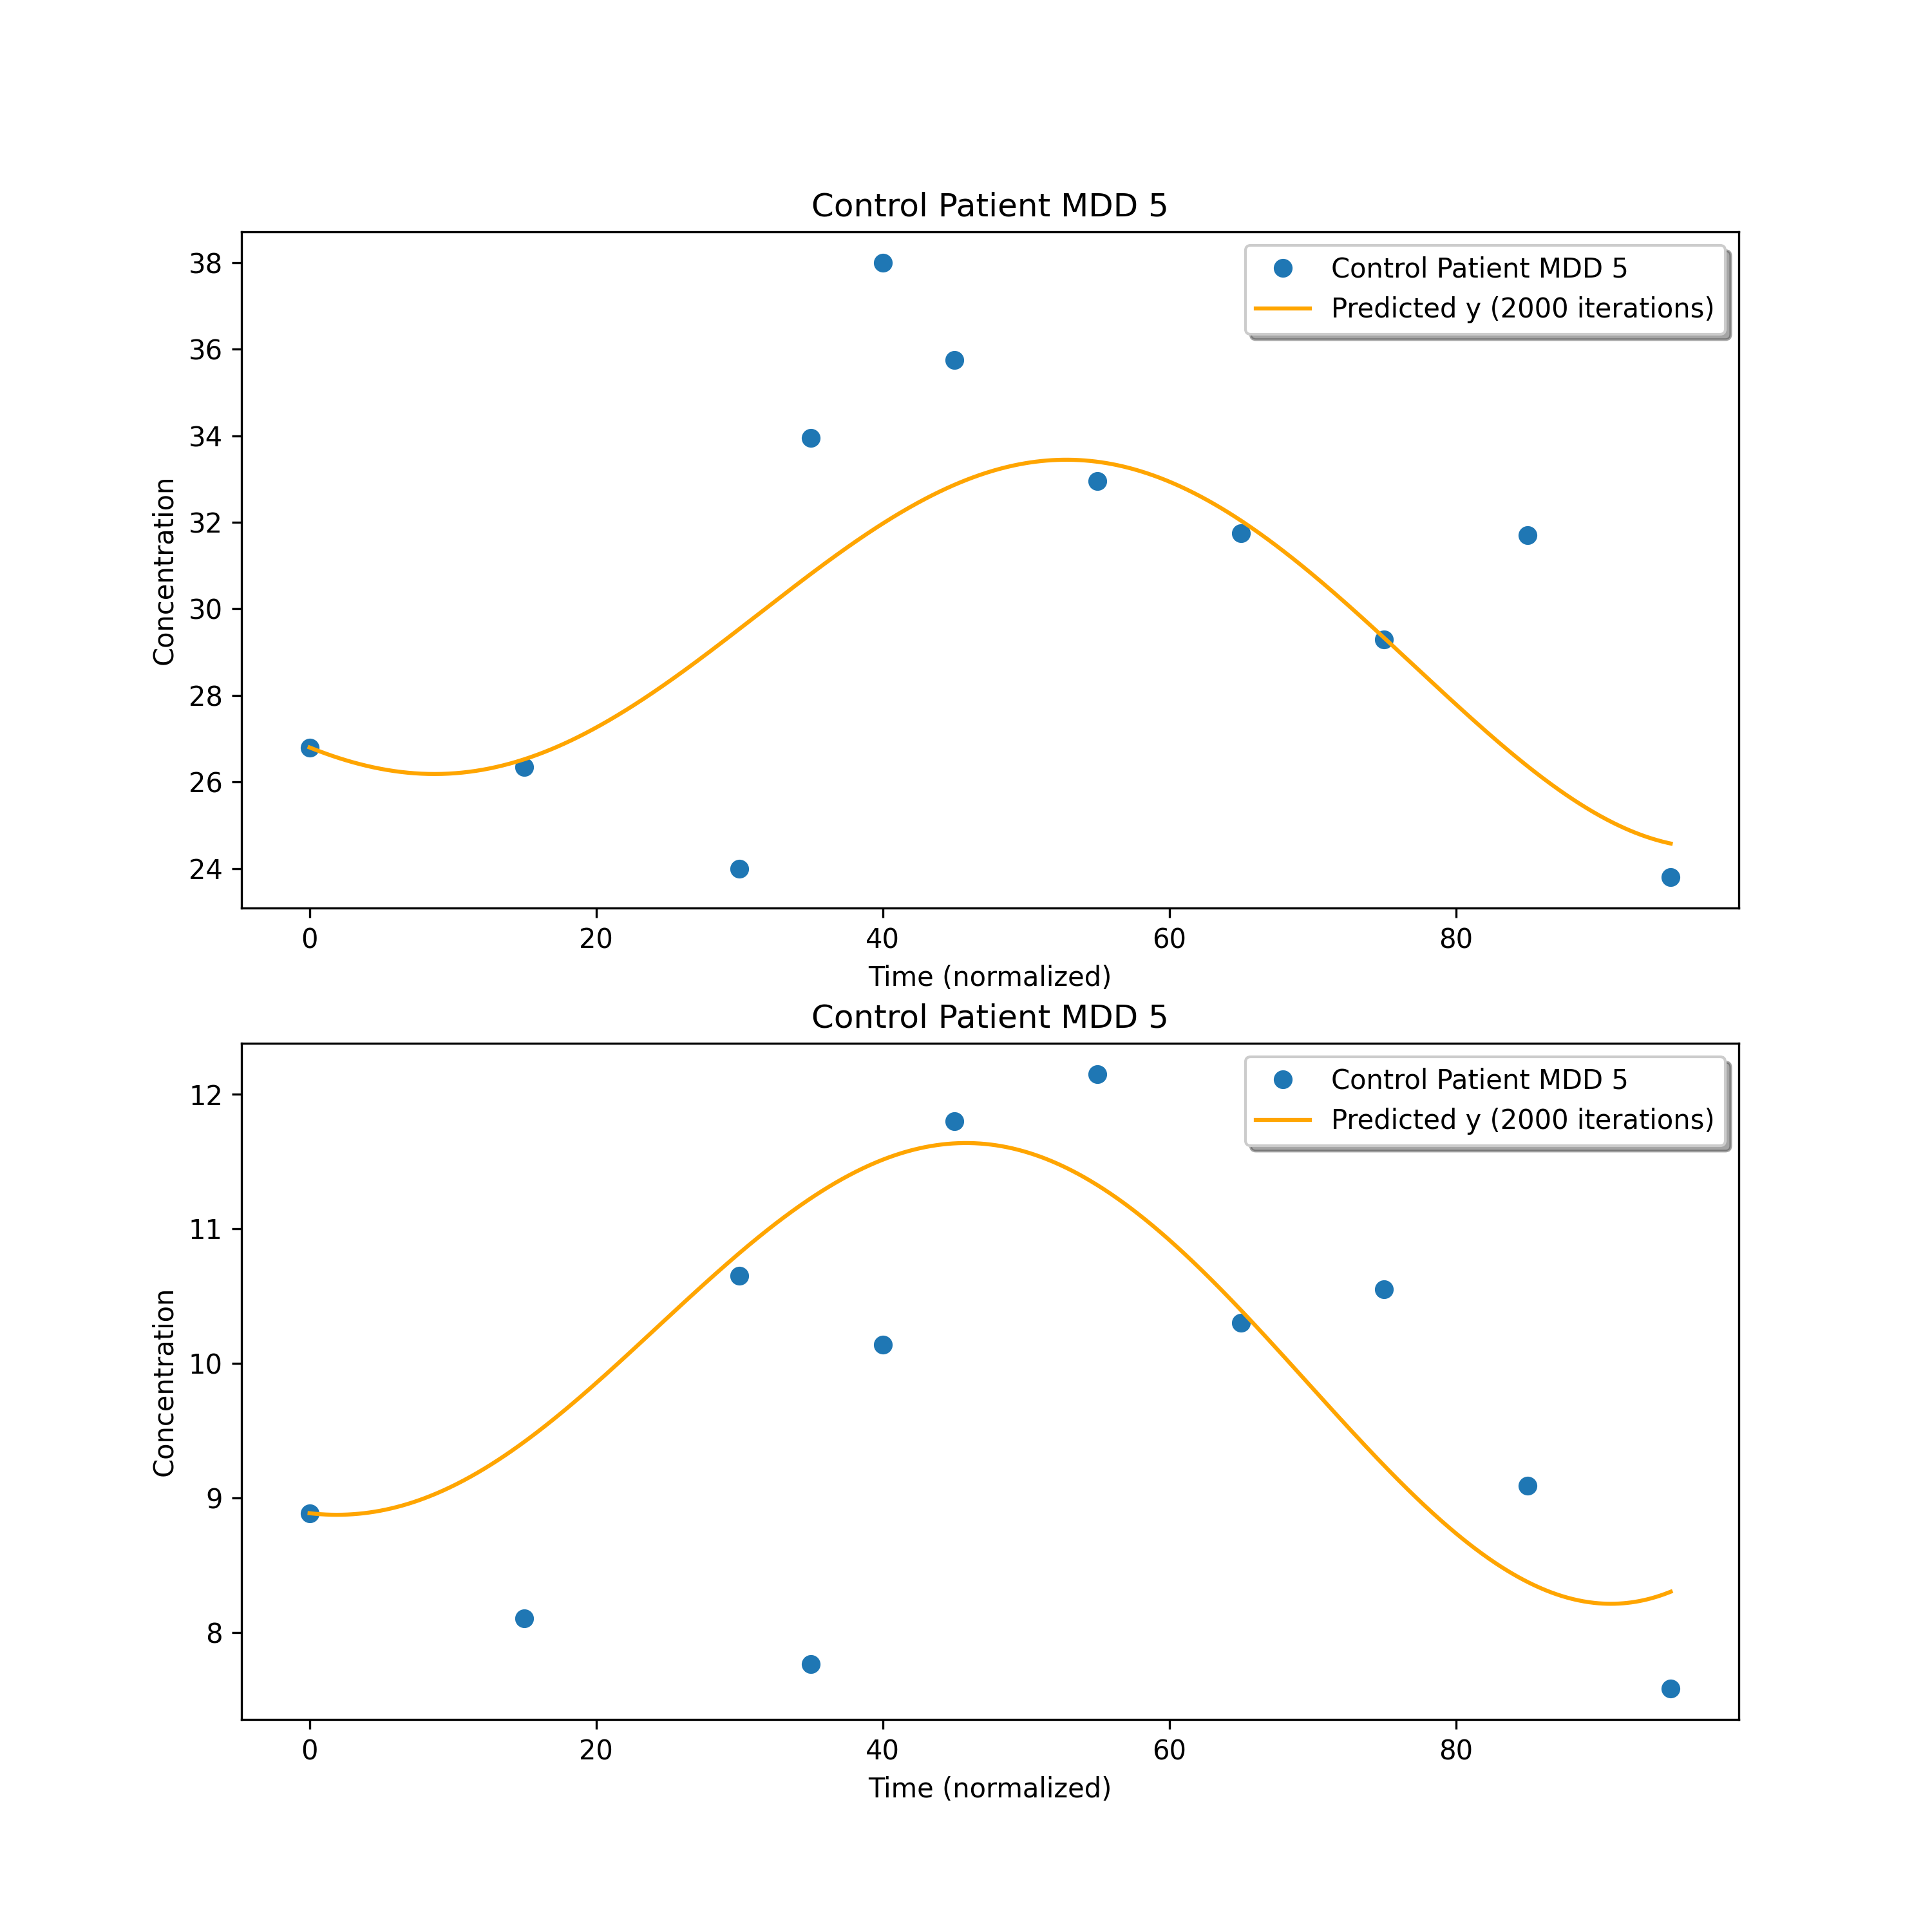 Control Patient MDD 5
Control Patient MDD 5
Predicted y (2000 iterations)
38
36
34
32
30
28
26
24
Concentration
0 20 40 60 80
Time (normalized)
Control Patient MDD 5
Control Patient MDD 5
Predicted y (2000 iterations)
12
11
10
9
8
Concentration
0 20 40 60 80
Time (normalized)